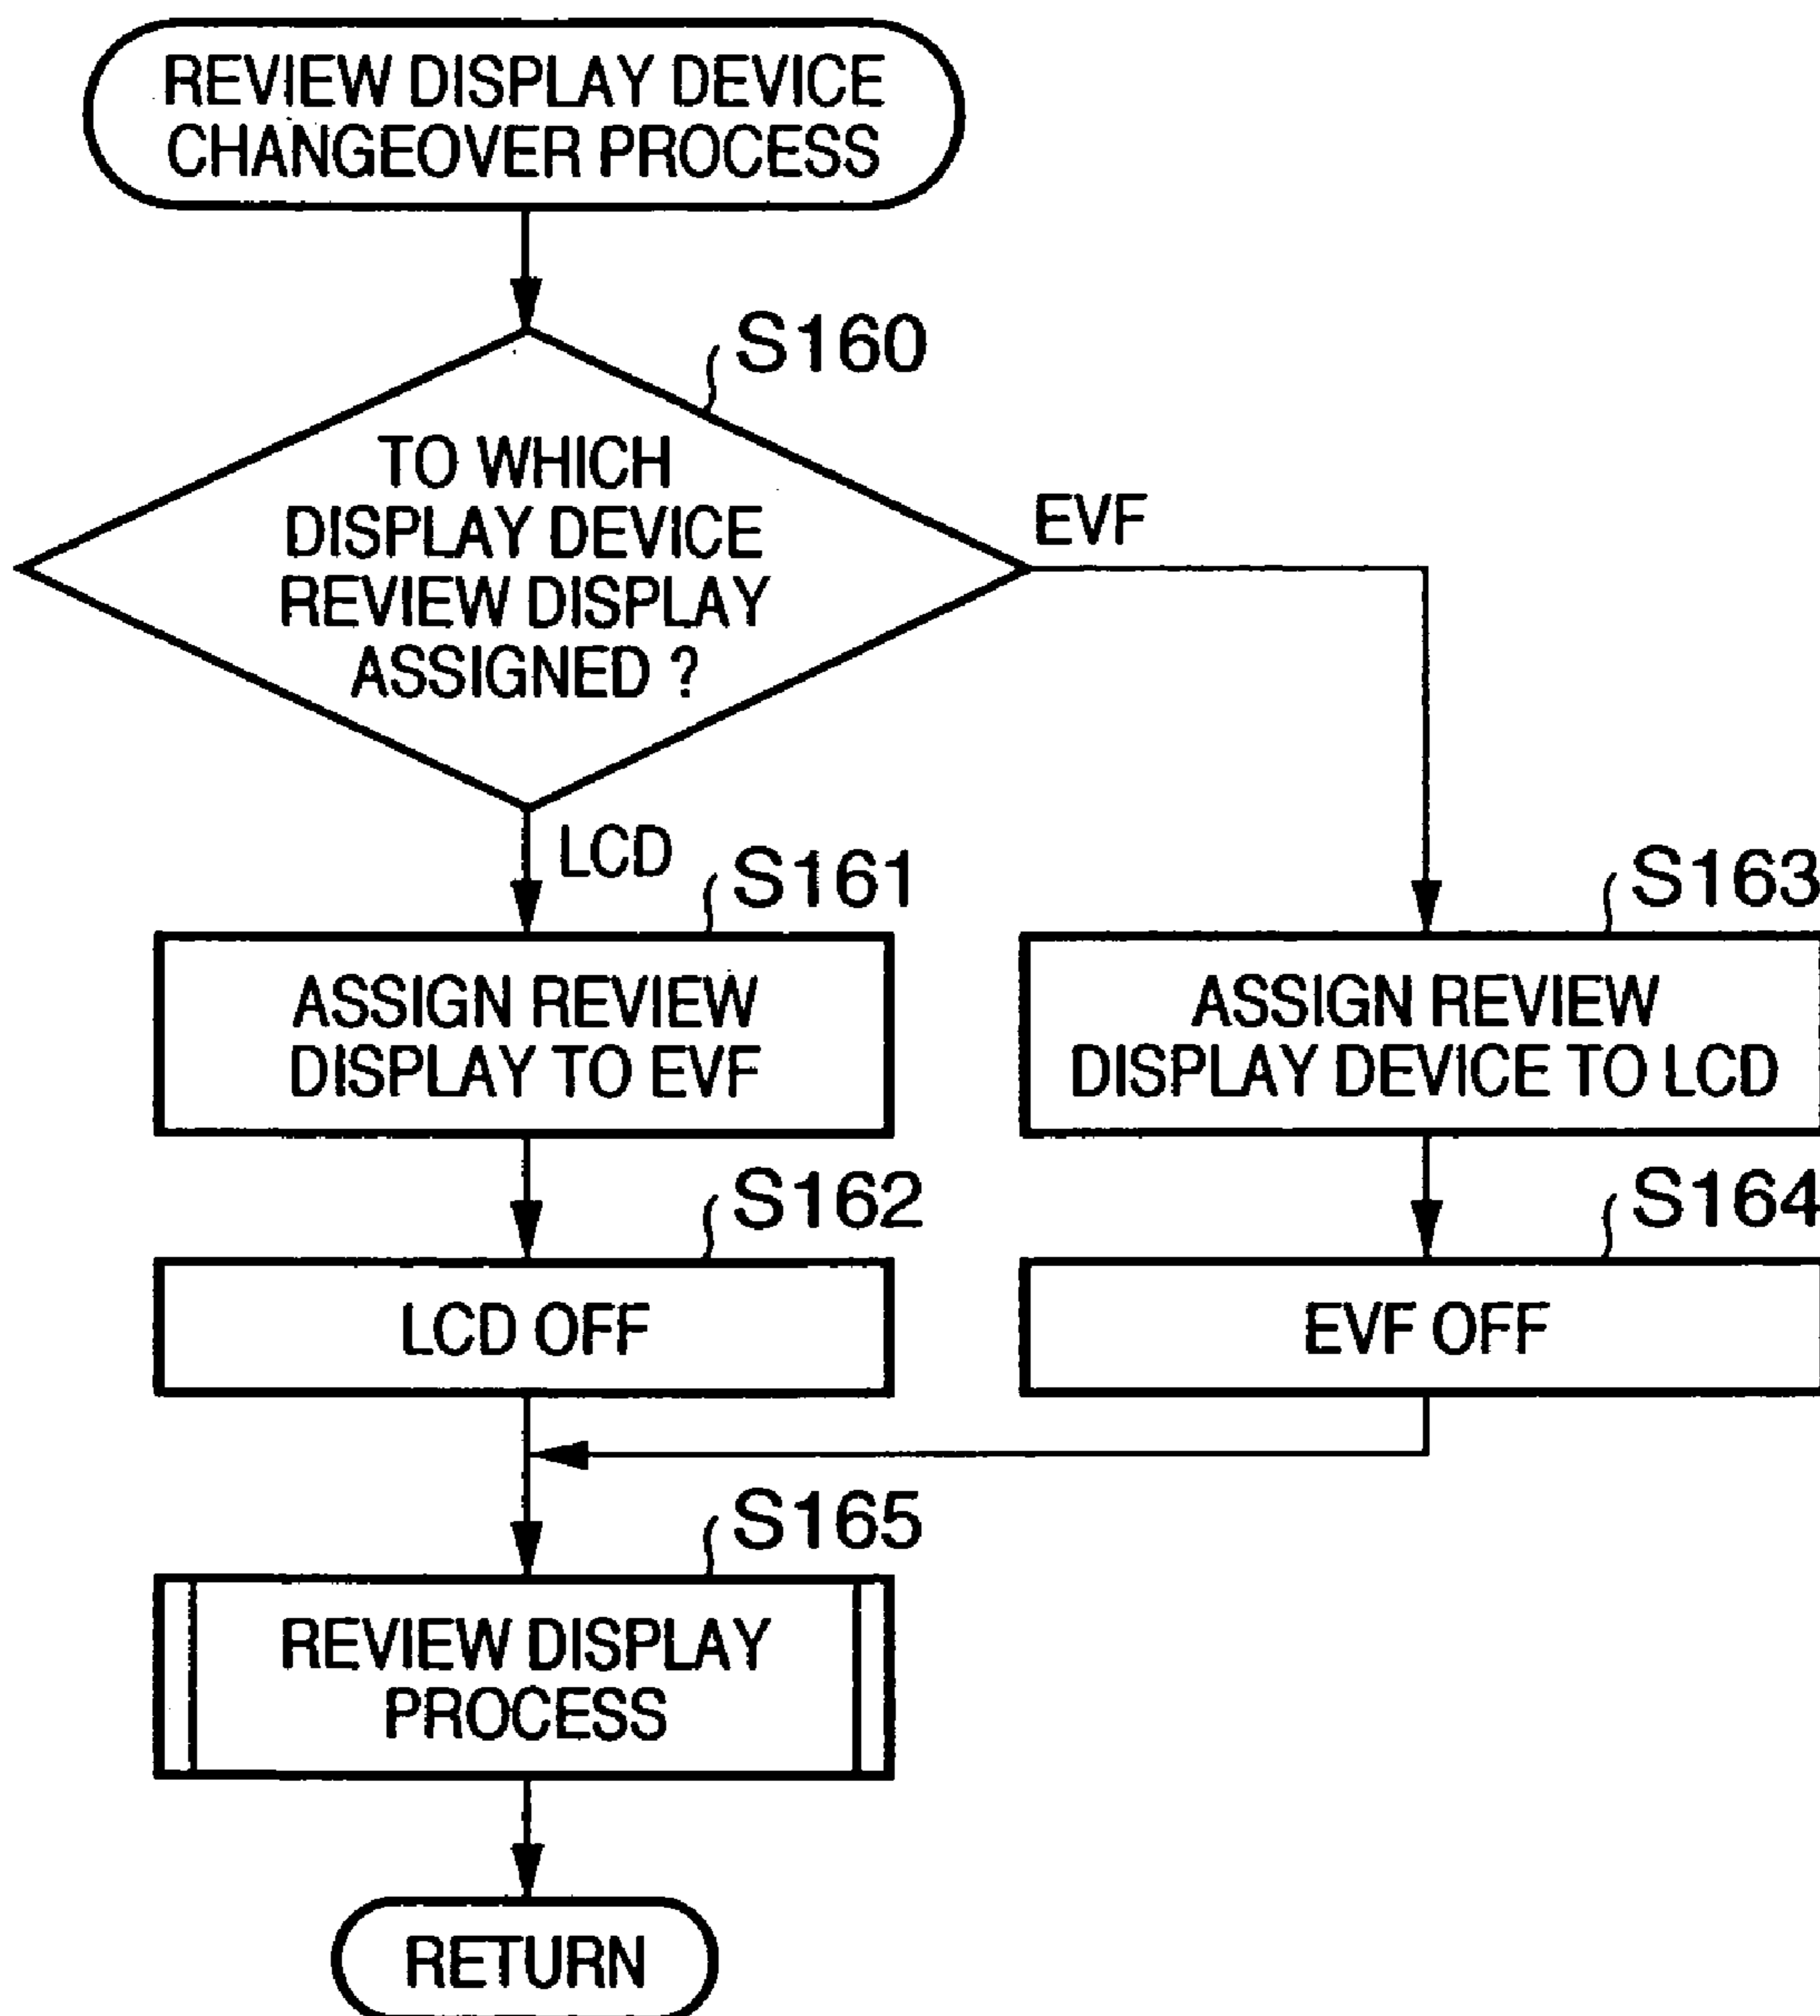 REVIEW DISPLAY DEVICE
CHANGEOVER PROCESS
S160
TO WHICH
DISPLAY DEVICE
REVIEW DISPLAY
ASSIGNED ?
EVF
LCD
S161
ASSIGN REVIEW
DISPLAY TO EVF
S163
ASSIGN REVIEW
DISPLAY DEVICE TO LCD
S162
LCD OFF
S164
EVF OFF
S165
REVIEW DISPLAY
PROCESS
RETURN